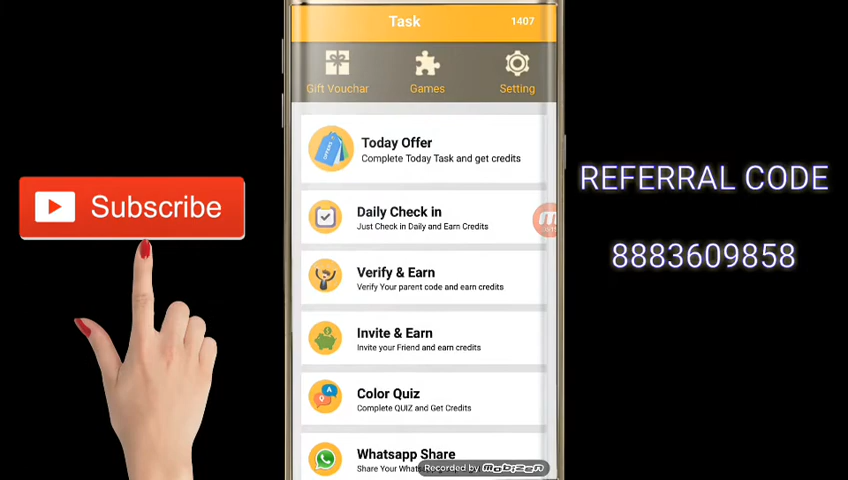 Task
1407
Gift Vouchar
Games
Setting
Today Offer
Complete Today Task and get credits
Daily Check in
Just Check in Daily and Earn Credits
Verify & Earn
Verify Your parent code and earn credits
Invite & Earn
Invite your Friend and earn credits
Color Quiz
Complete QUIZ and Get Credits
Whatsapp Share
Share Your
Recorded by mobizen
Subscribe
REFERRAL CODE
8883609858